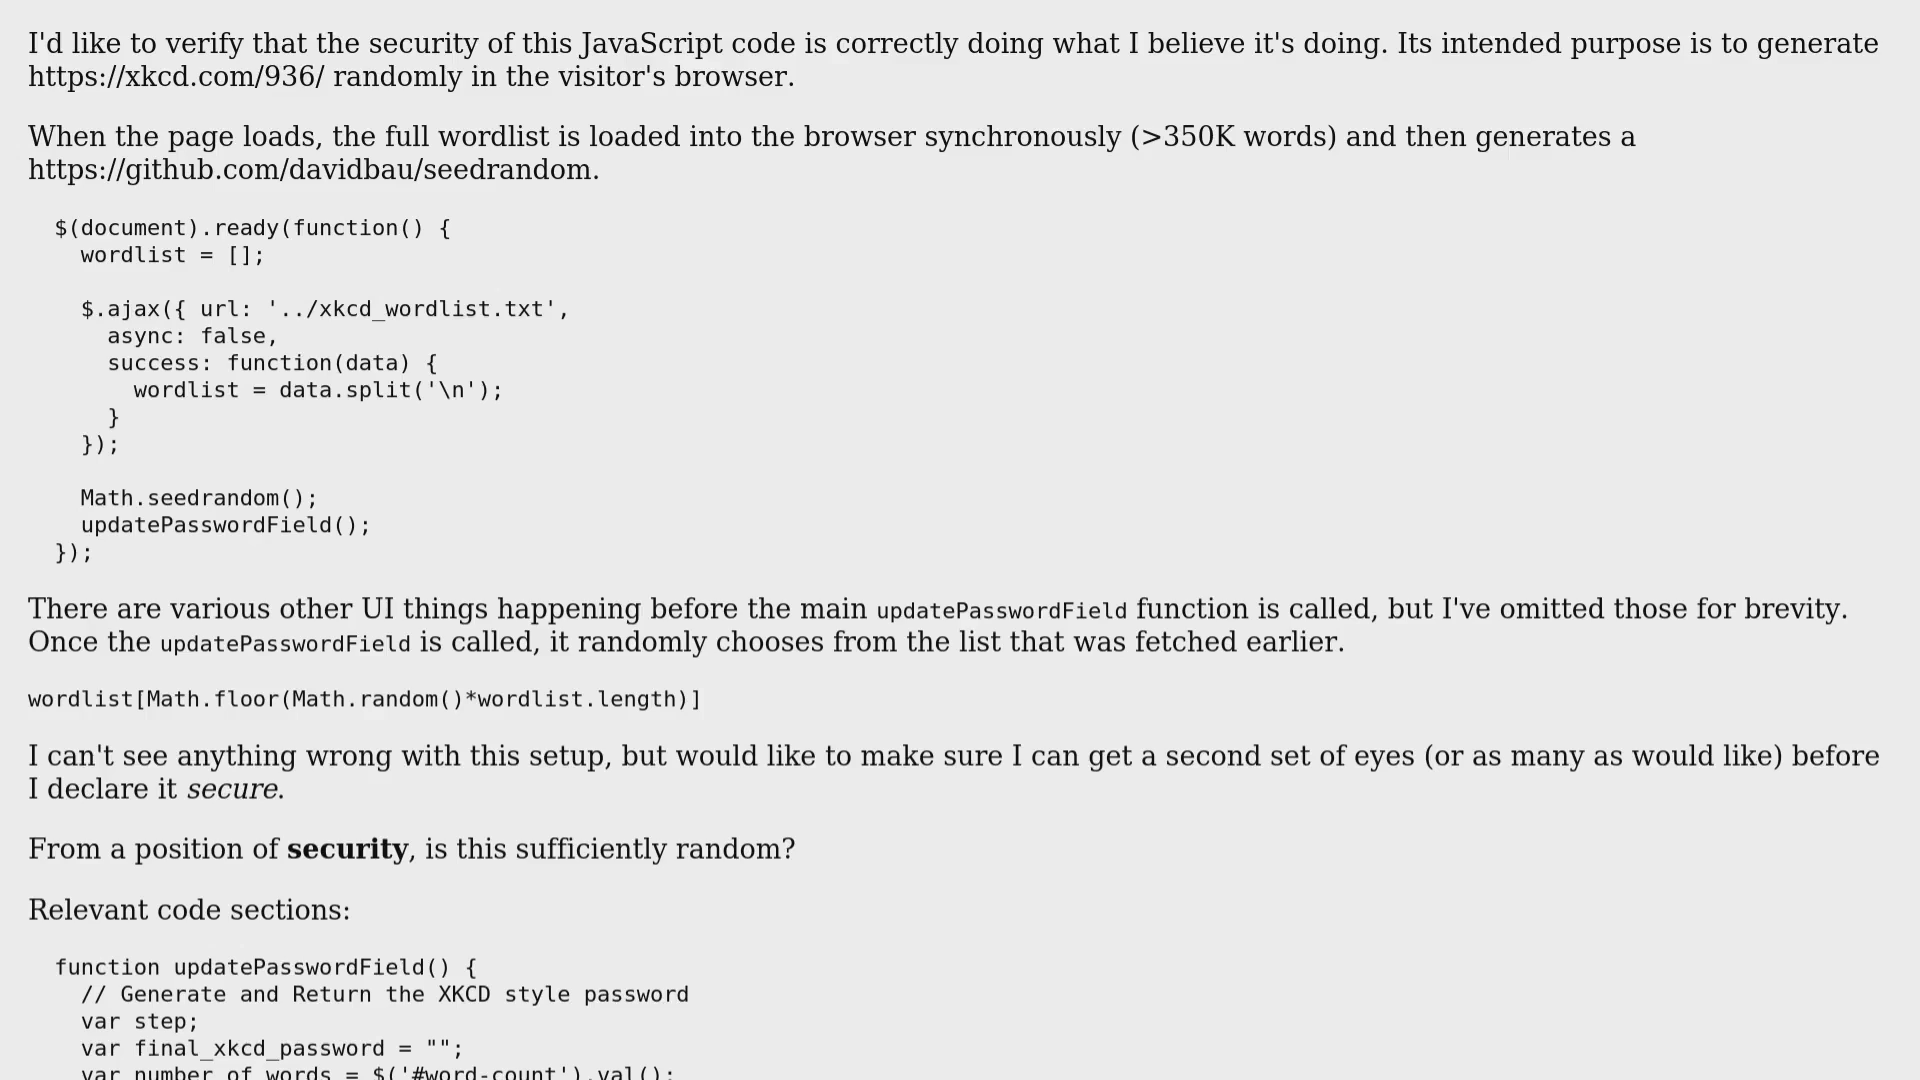 I'd like to verify that the security of this JavaScript code is correctly doing what I believe it's doing. Its intended purpose is to generate
https://xkcd.com/936/ randomly in the visitor's browser.
When the page loads, the full wordlist is loaded into the browser synchronously (>350K words) and then generates a
https://github.com/davidbau/seedrandom.
$(document).ready(function() {
wordlist = [];
$.ajax({ url: '../xkcd_wordlist.txt',
async: false,
success: function(data) {
wordlist = data.split('\n');
}
});
Math.seedrandom();
updatePasswordField();
});
There are various other UI things happening before the main updatePasswordField function is called, but I've omitted those for brevity.
Once the updatePasswordField is called, it randomly chooses from the list that was fetched earlier.
wordlist[Math.floor(Math.random()*wordlist.length)]
I can't see anything wrong with this setup, but would like to make sure I can get a second set of eyes (or as many as would like) before
I declare it secure.
From a position of security, is this sufficiently random?
Relevant code sections:
function updatePasswordField() {
// Generate and Return the XKCD style password
var step;
var final_xkcd_password = "";
var number_of_words = $('#word-count').val();